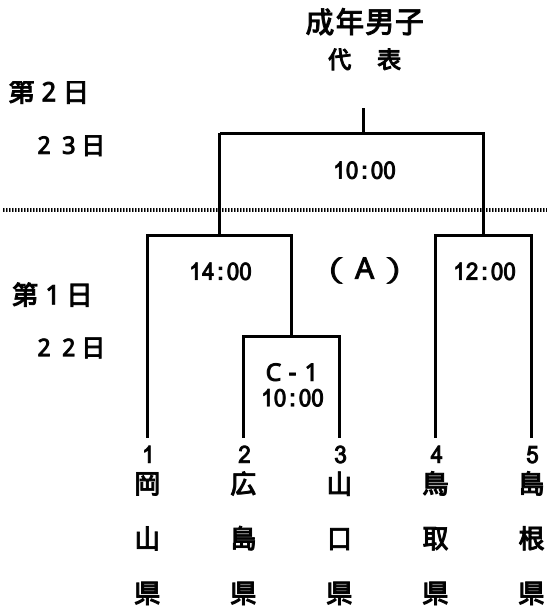 成年男子
代　表
第２日
２３日
10:00
14:00
（Ａ）
12:00
第１日
２２日
C - 1
10:00
1
2
3
4
5
岡山県
広島県
山口県
鳥取県
島根県